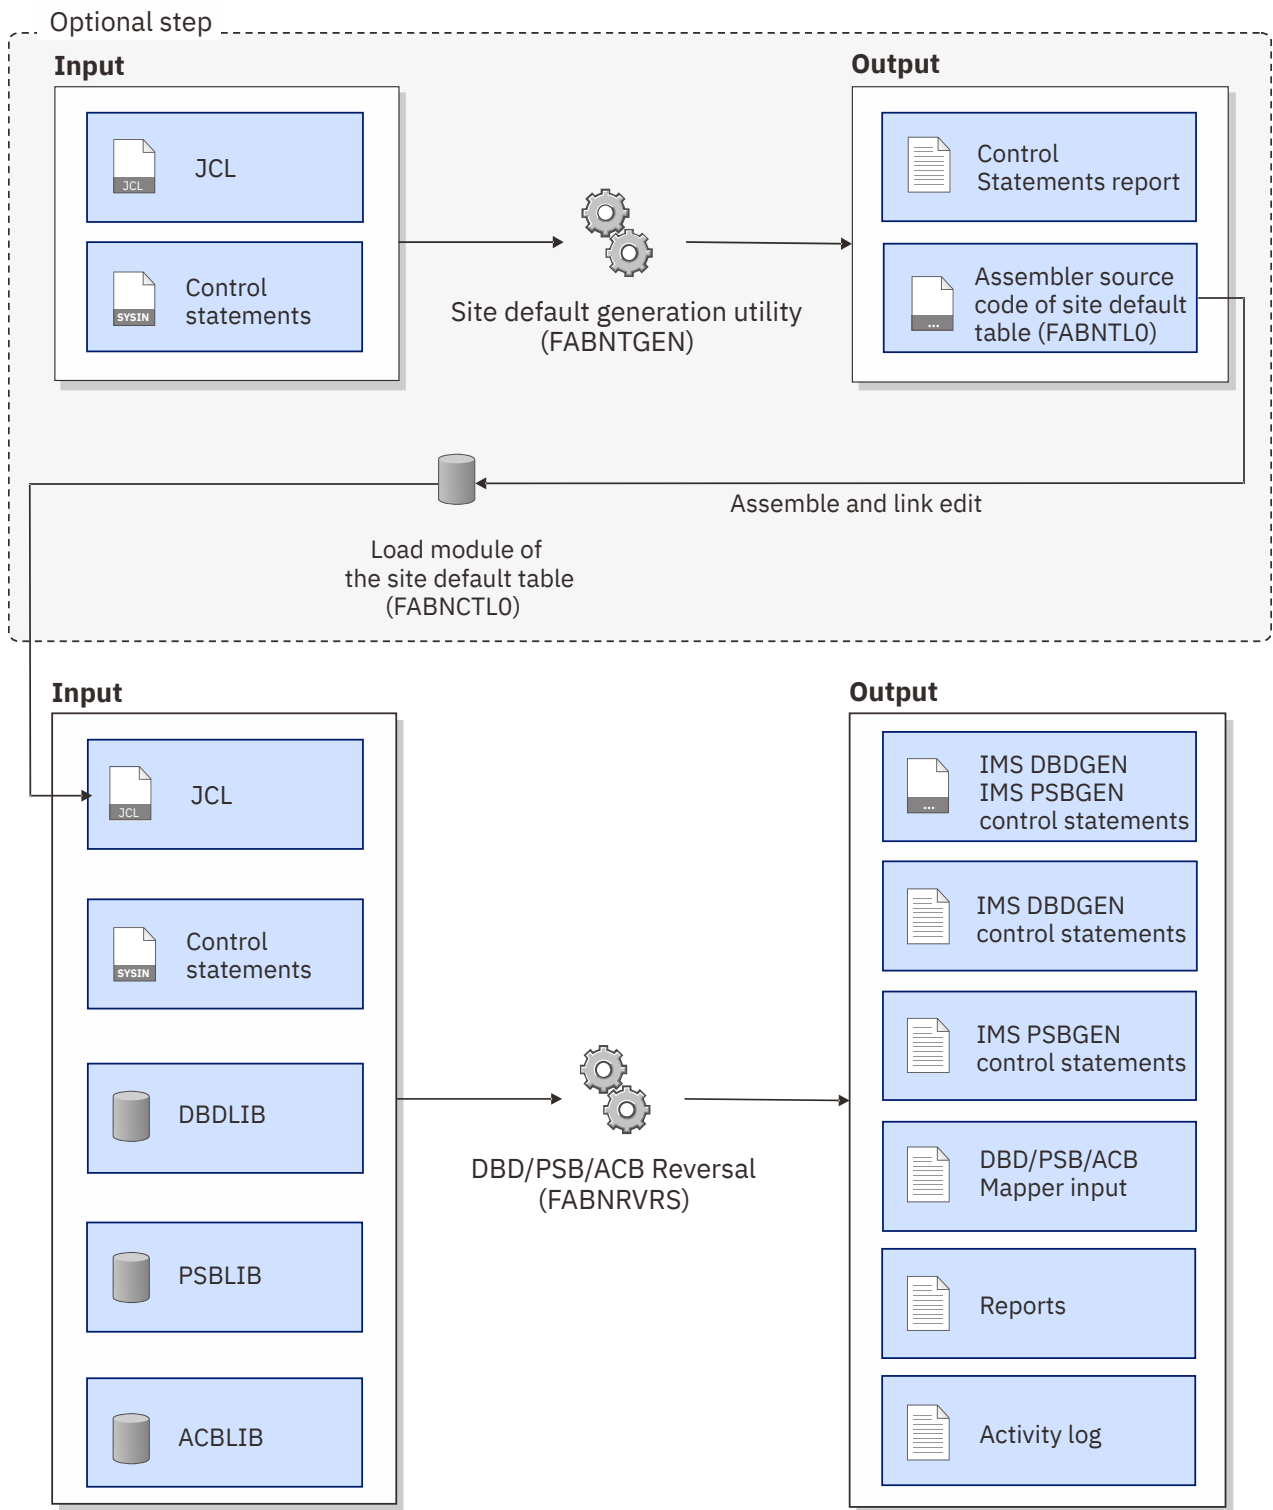 Optional step
Input
JCL
JCL
SYSIN
Control
statements
Site default generation utility
(FABNTGEN)
Output
Control
Statements report
...
Assembler source
code of site default
table (FABNTL0)
Assemble and link edit
Load module of
the site default table
(FABNCTL0)
Input
JCL
JCL
SYSIN
Control
statements
DBDLIB
PSBLIB
ACBLIB
DBD/PSB/ACB Reversal
(FABNRVRS)
Output
...
IMS DBDGEN
IMS PSBGEN
control statements
IMS DBDGEN
control statements
IMS PSBGEN
control statements
DBD/PSB/ACB
Mapper input
Reports
Activity log